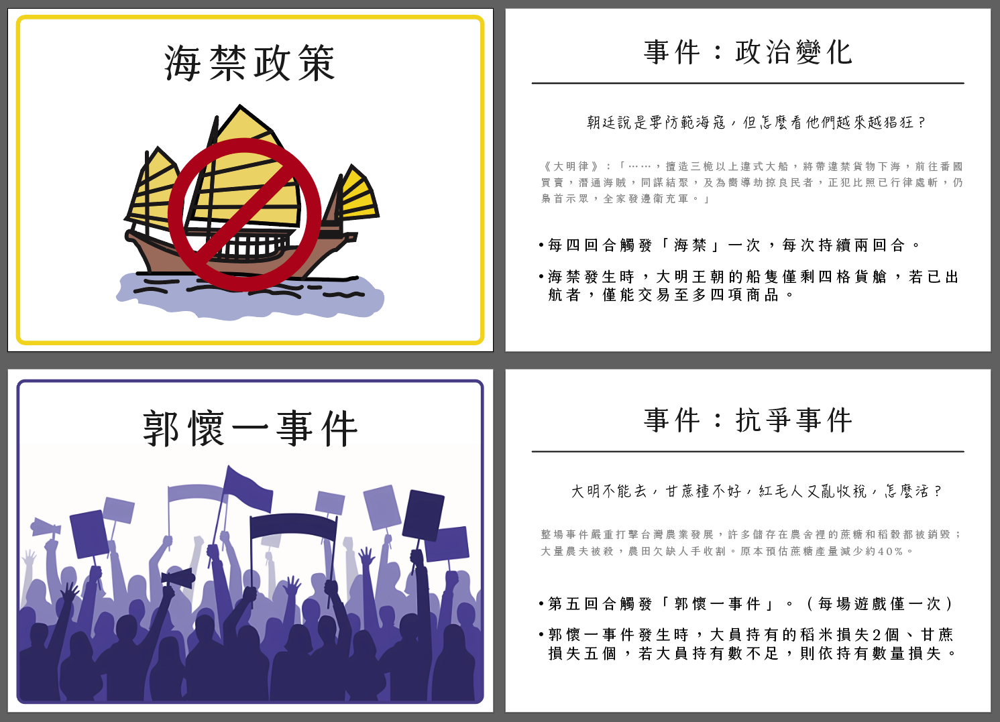 海禁政策
事件：政治變化
朝廷說是要防範海寇，但怎麼看他們越來越猖狂？
《大明律》：「⋯⋯，擅造三桅以上違式大船，將帶違禁貨物下海，前往番國
買賣，潛通海賊，同謀結聚，及為嚮導劫掠良民者，正犯比照已行律處斬，仍
梟首示眾，全家發邊衛充軍。」
•每四回合觸發「海禁」一次，每次持續兩回合。
•海禁發生時，大明王朝的船隻僅剩四格貨艙，若已出
航者，僅能交易至多四項商品。
郭懷一事件
事件：抗爭事件
大明不能去，甘蔗種不好，紅毛人又亂收稅，怎麼活？
整場事件嚴重打擊台灣農業發展，許多儲存在農舍裡的蔗糖和稻穀都被銷毀；
大量農夫被殺，農田欠缺人手收割。原本預估蔗糖產量減少約40%。
•第五回合觸發「郭懷一事件」。(每場遊戲僅一次)
•郭懷一事件發生時，大員持有的稻米損失2個、甘蔗
損失五個，若大員持有數不足，則依持有數量損失。